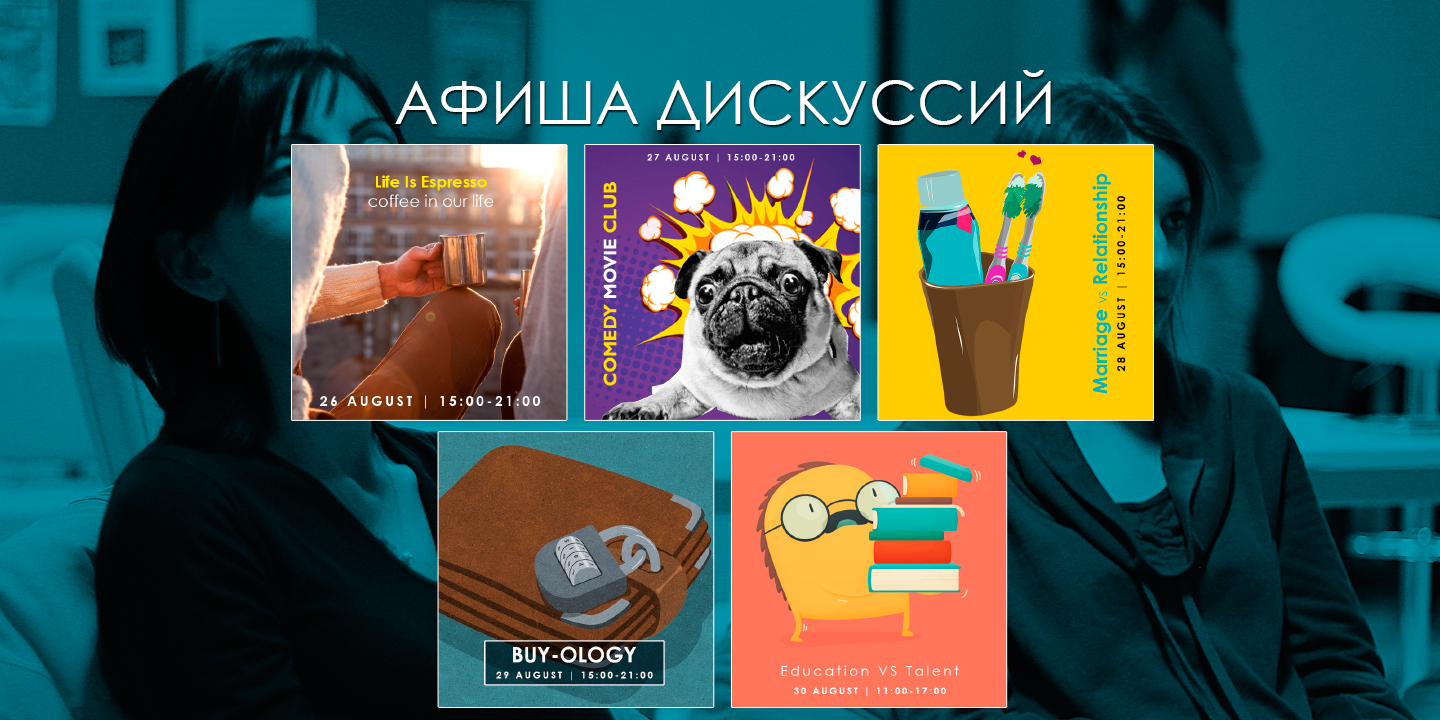 АФИША ДИСКУССИЙ
Life Is Espresso
coffee in our life
26 AUGUST | 15:00-21:00
27 AUGUST | 15:00-21:00
COMEDY MOVIE CLUB
Marriage vs Relationship
28 AUGUST | 15:00-21:00
BUY-OLOGY
29 AUGUST | 15:00-21:00
Education VS Talent
30 AUGUST | 11:00-17:00